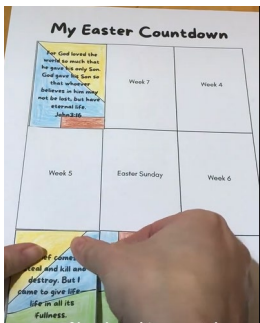 My Easter Countdown
For God loved the
world so much that
he gave his only Son
God gave his Son so
that whoever
believes in him may
not be lost, but have
eternal life.
John3:16
Week 7
Week 4
Week 5
Easter Sunday
Week 6
comes
and kill and
destroy. But I
came to give life
life in all its
fullness.